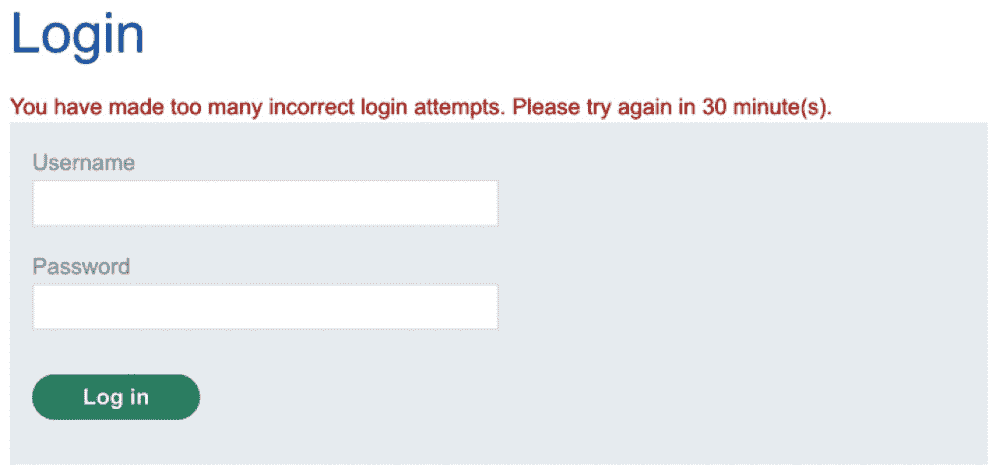 Login
You have made too many incorrect login attempts. Please try again in 30 minute(s).
Username
Password
Log in